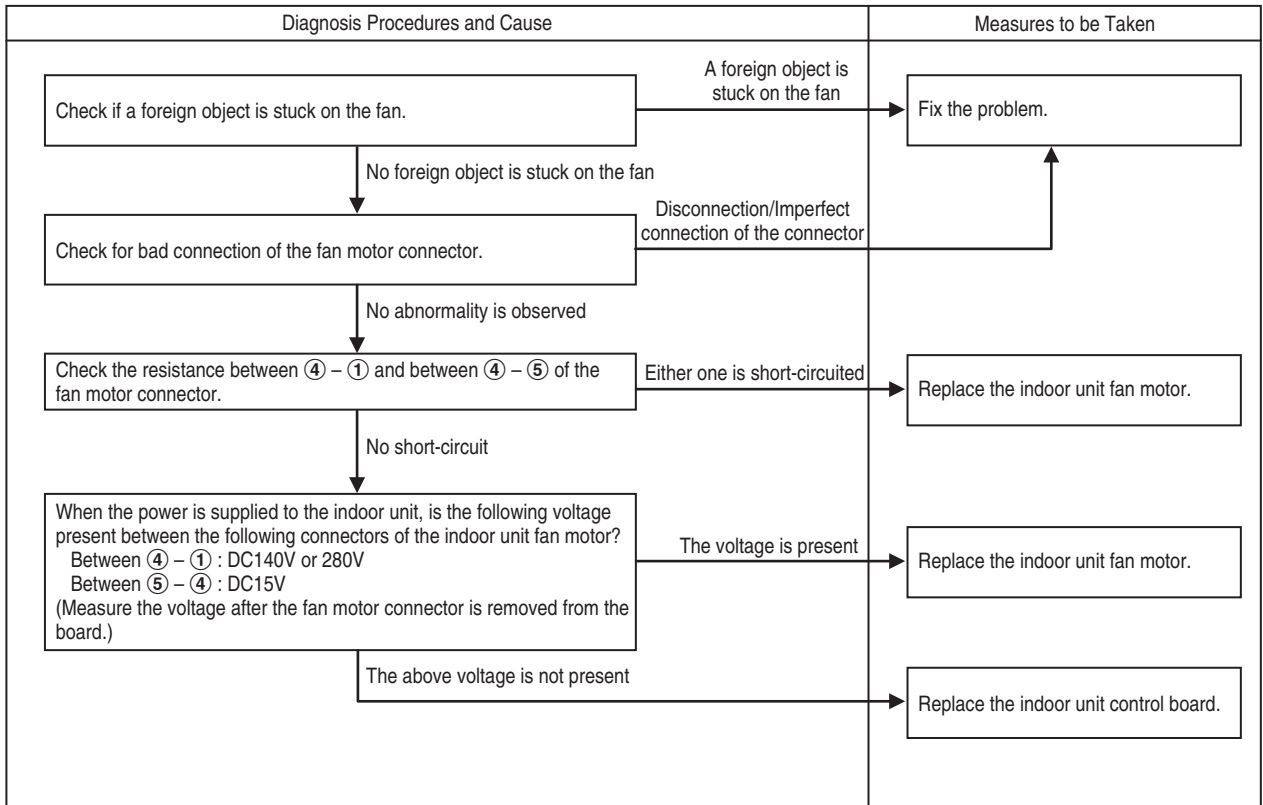 Diagnosis Procedures and Cause
Measures to be Taken
Check if a foreign object is stuck on the fan.
A foreign object is
stuck on the fan
Fix the problem.
No foreign object is stuck on the fan
Check for bad connection of the fan motor connector.
Disconnection/Imperfect
connection of the connector
No abnormality is observed
Check the resistance between ④ – ① and between ④ – ⑤ of the
fan motor connector.
Either one is short-circuited
Replace the indoor unit fan motor.
No short-circuit
When the power is supplied to the indoor unit, is the following voltage
present between the following connectors of the indoor unit fan motor?
Between ④ – ① : DC140V or 280V
Between ⑤ – ④ : DC15V
(Measure the voltage after the fan motor connector is removed from the
board.)
The voltage is present
Replace the indoor unit fan motor.
The above voltage is not present
Replace the indoor unit control board.